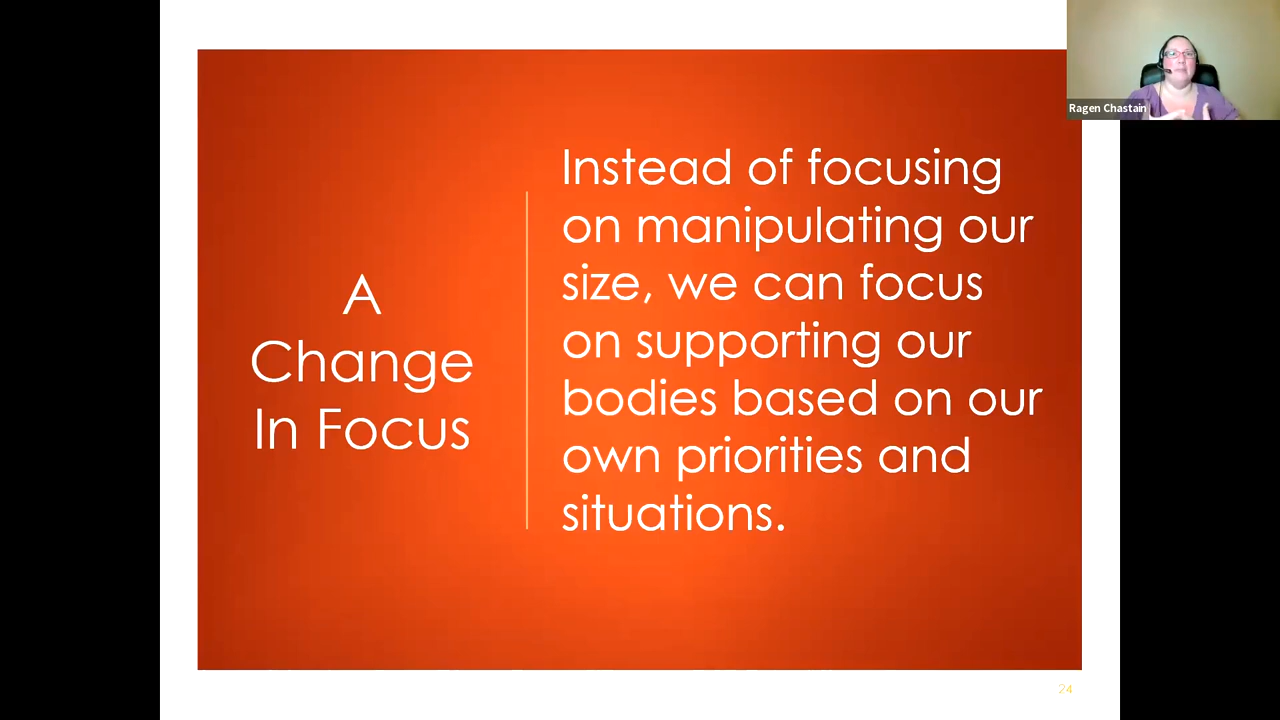 Ragen Chastain
A
Change
In Focus
Instead of focusing
on manipulating our
size, we can focus
on supporting our
bodies based on our
own priorities and
situations.
24